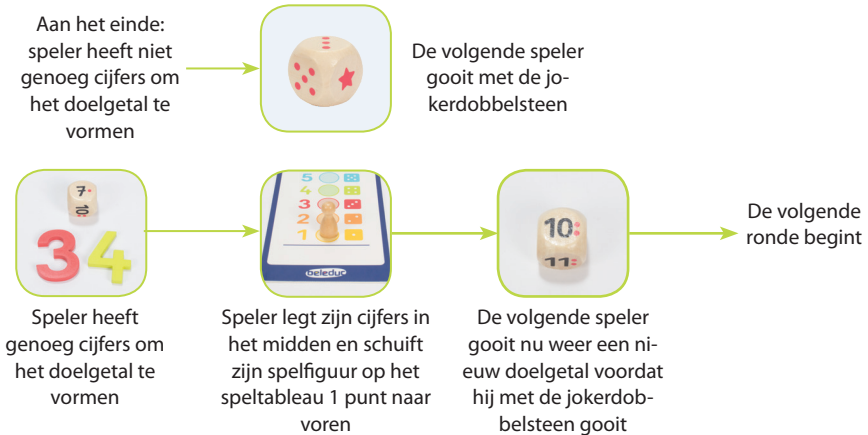 Aan het einde:
speler heeft niet
genoeg cijfers om
het doelgetal te
vormen
De volgende speler
gooit met de jo-
kerdobbelsteen
7
10
3 4
Speler heeft
genoeg cijfers om
het doelgetal te
vormen
5
4
3
2
1
beleduc
Speler legt zijn cijfers in
het midden en schuift
zijn spelfiguur op het
speltableau 1 punt naar
voren
10
11
De volgende speler
gooit nu weer een ni-
euw doelgetal voordat
hij met de jokerdob-
belsteen gooit
De volgende
ronde begint